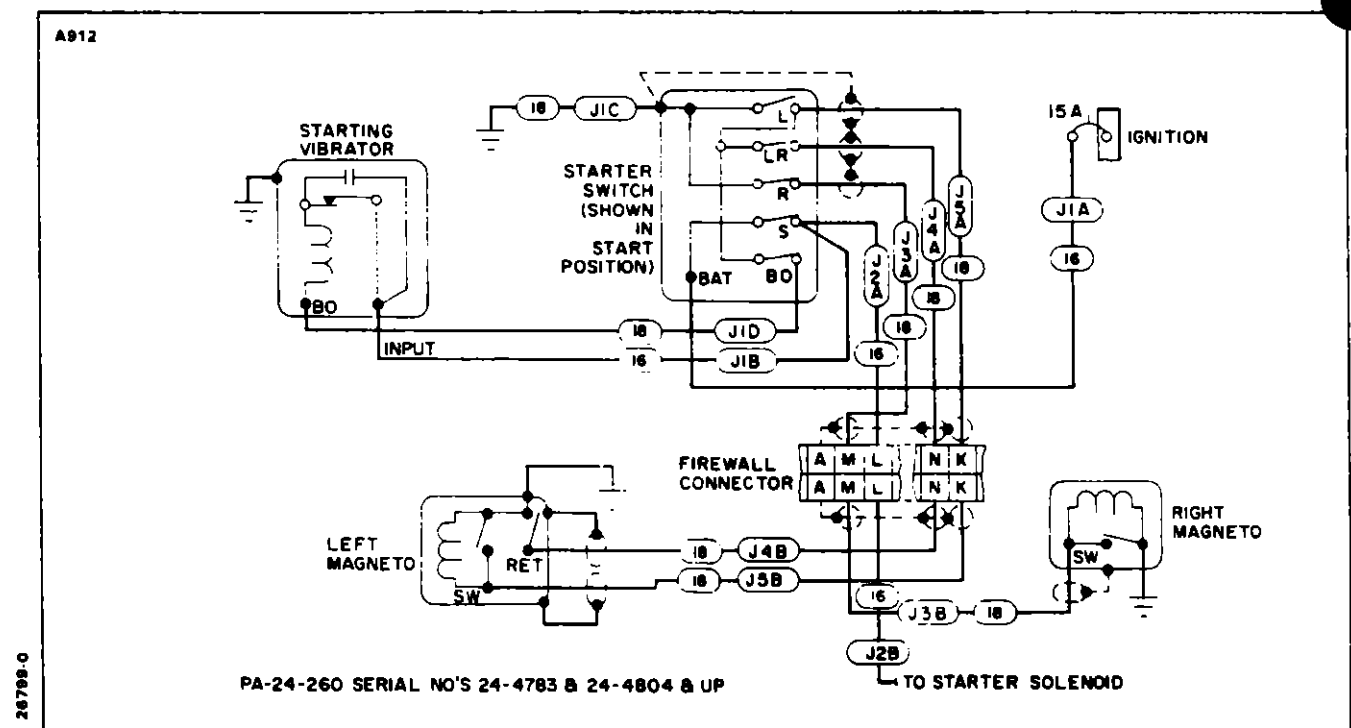 A912
18 J1C
L
15A
IGNITION
STARTING
VIBRATOR
LR
STARTER
SWITCH
(SHOWN
IN
START
POSITION)
R
S
BAT
BO
J5A
J4A
J3A
J2A
J1A
16
18
18
18
16
BO
18 J1D
INPUT
16 J1B
FIREWALL
CONNECTOR
A M L N K
A M L N K
LEFT
MAGNETO
RET
SW
18 J4B
18 J5B
16
J3B 18
J2B
RIGHT
MAGNETO
SW
TO STARTER SOLENOID
PA-24-260 SERIAL NO'S 24-4783 & 24-4804 & UP
26799-0